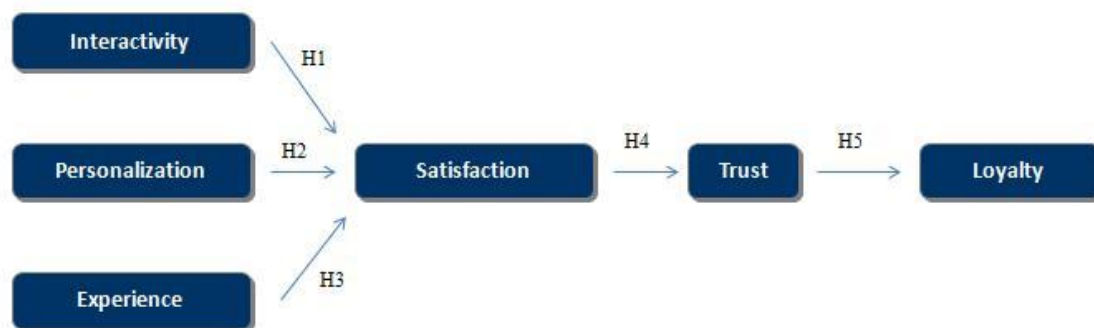 Interactivity
H1
Personalization
H2
Satisfaction
H4
Trust
H5
Loyalty
H3
Experience